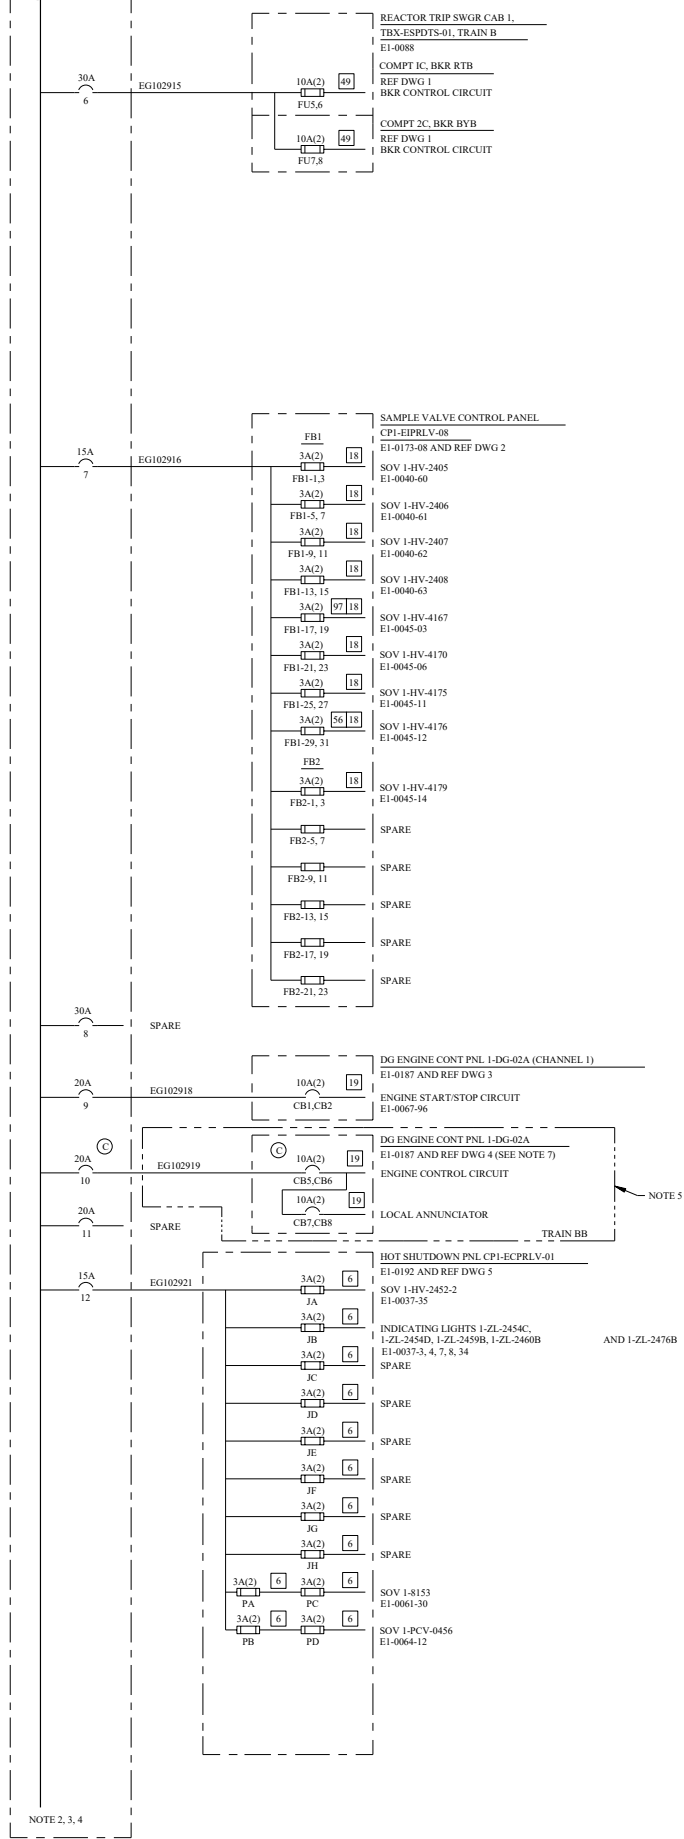 REACTOR TRIP SWGR CAB 1,
TBX-ESPDTS-01, TRAIN B
E1-0088
COMPT IC, BKR RTB
30A
6
EG102915
10A(2)
49
FU5,6
REF DWG 1
BKR CONTROL CIRCUIT
COMPT 2C, BKR BYB
10A(2)
49
FU7,8
REF DWG 1
BKR CONTROL CIRCUIT
SAMPLE VALVE CONTROL PANEL
CP1-EIPRLV-08
E1-0173-08 AND REF DWG 2
FB1
15A
7
EG102916
3A(2)
18
FB1-1,3
SOV 1-HV-2405
E1-0040-60
3A(2)
18
FB1-5, 7
SOV 1-HV-2406
E1-0040-61
3A(2)
18
FB1-9, 11
SOV 1-HV-2407
E1-0040-62
3A(2)
18
FB1-13, 15
SOV 1-HV-2408
E1-0040-63
3A(2)
97 18
FB1-17, 19
SOV 1-HV-4167
E1-0045-03
3A(2)
18
FB1-21, 23
SOV 1-HV-4170
E1-0045-06
3A(2)
18
FB1-25, 27
SOV 1-HV-4175
E1-0045-11
3A(2)
56 18
FB1-29, 31
SOV 1-HV-4176
E1-0045-12
FB2
3A(2)
18
FB2-1, 3
SOV 1-HV-4179
E1-0045-14
FB2-5, 7
SPARE
FB2-9, 11
SPARE
FB2-13, 15
SPARE
FB2-17, 19
SPARE
FB2-21, 23
SPARE
30A
8
SPARE
DG ENGINE CONT PNL 1-DG-02A (CHANNEL 1)
E1-0187 AND REF DWG 3
20A
9
EG102918
10A(2)
19
CB1,CB2
ENGINE START/STOP CIRCUIT
E1-0067-96
DG ENGINE CONT PNL 1-DG-02A
E1-0187 AND REF DWG 4 (SEE NOTE 7)
C
20A
10
EG102919
C
10A(2)
19
CB5,CB6
ENGINE CONTROL CIRCUIT
NOTE 5
10A(2)
19
CB7,CB8
LOCAL ANNUNCIATOR
20A
11
SPARE
TRAIN BB
HOT SHUTDOWN PNL CP1-ECPRLV-01
E1-0192 AND REF DWG 5
15A
12
EG102921
3A(2)
6
JA
SOV 1-HV-2452-2
E1-0037-35
3A(2)
6
JB
INDICATING LIGHTS 1-ZL-2454C,
1-ZL-2454D, 1-ZL-2459B, 1-ZL-2460B AND 1-ZL-2476B
E1-0037-3, 4, 7, 8, 34
3A(2)
6
JC
SPARE
3A(2)
6
JD
SPARE
3A(2)
6
JE
SPARE
3A(2)
6
JF
SPARE
3A(2)
6
JG
SPARE
3A(2)
6
JH
SPARE
3A(2)
6
PA
3A(2)
6
PC
SOV 1-8153
E1-0061-30
3A(2)
6
PB
3A(2)
6
PD
SOV 1-PCV-0456
E1-0064-12
NOTE 2, 3, 4